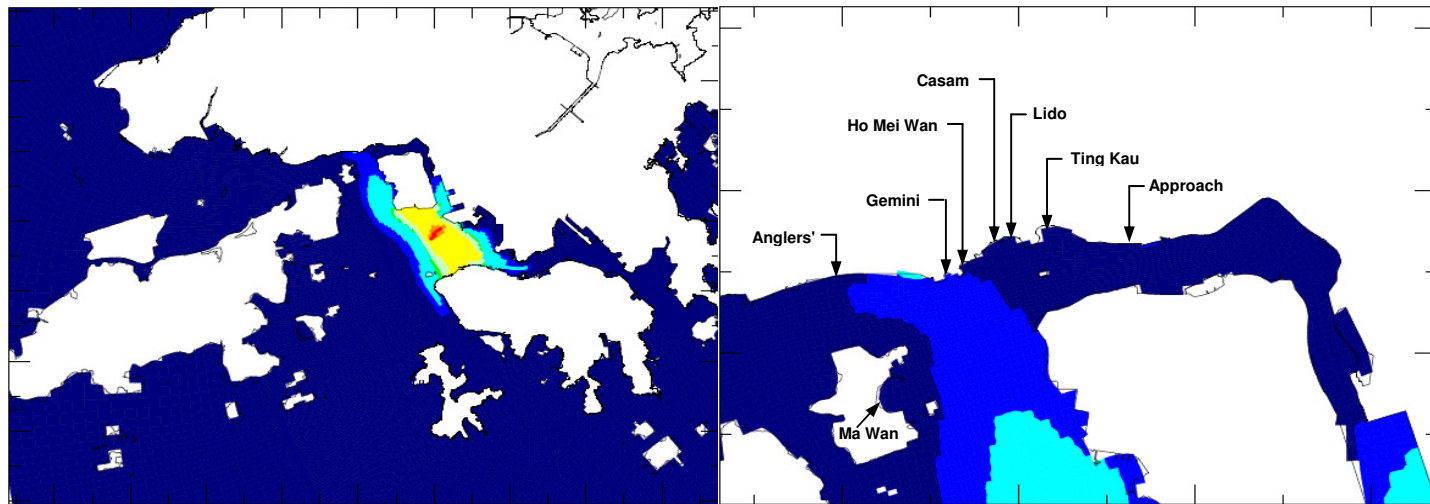 Casam
Lido
Ho Mei Wan
Ting Kau
Approach
Gemini
Anglers'
Ma Wan